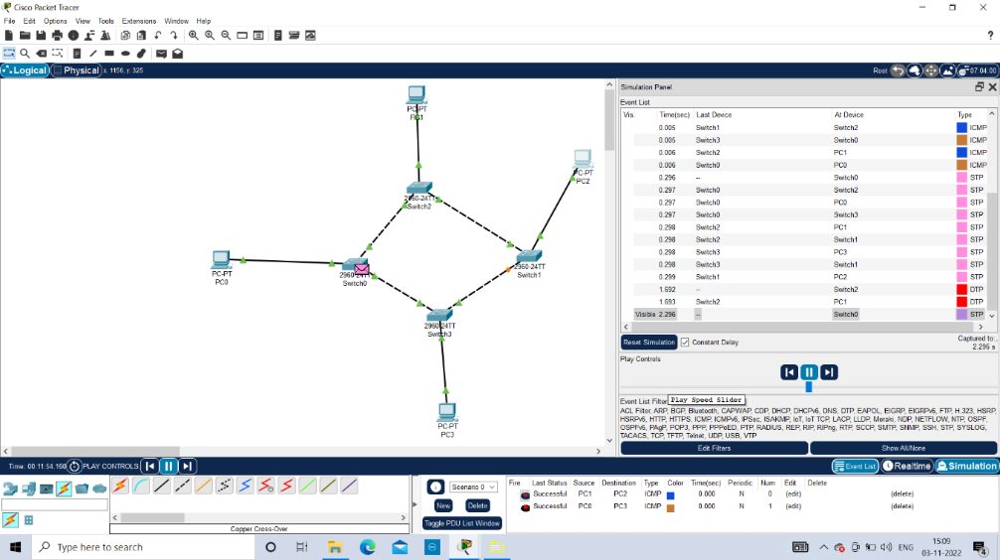 Cisco Packet Tracer
File Edit Options View Tools Extensions Window Help
Logical Physical x: 1156, y: 325
Root 07:04:00
PC-PT
PC1
PC-PT
PC2
2960-24TT
Switch2
PC-PT
PC0
2960-24TT
Switch0
2960-24TT
Switch1
2960-24TT
Switch3
PC-PT
PC3
Simulation Panel
Event List
Vis. Time(sec) Last Device At Device Type
0.005 Switch1 Switch2 ICMP
0.005 Switch3 Switch0 ICMP
0.006 Switch2 PC1 ICMP
0.006 Switch0 PC0 ICMP
0.296 -- Switch0 STP
0.297 Switch0 Switch2 STP
0.297 Switch0 PC0 STP
0.297 Switch0 Switch3 STP
0.298 Switch2 PC1 STP
0.298 Switch2 Switch1 STP
0.298 Switch3 PC3 STP
0.298 Switch3 Switch1 STP
0.299 Switch1 PC2 STP
1.692 -- Switch2 DTP
1.693 Switch2 PC1 DTP
Visible 2.296 -- Switch0 STP
Reset Simulation Constant Delay Captured to:
2.296 s
Play Controls
Play Speed Slider
Event List Filter
ACL Filter, ARP, BGP, Bluetooth, CAPWAP, CDP, DHCP, DHCPv6, DNS, DTP, EAPOL, EIGRP, EIGRPv6, FTP, H.323, HSRP,
HSRPv6, HTTP, HTTPS, ICMP, ICMPv6, IPSec, ISAKMP, IoT, IoT TCP, LACP, LLDP, Meraki, NDP, NETFLOW, NTP, OSPF,
OSPFv6, PAgP, POP3, PPP, PPPoED, PTP, RADIUS, REP, RIP, RIPng, RTP, SCCP, SMTP, SNMP, SSH, STP, SYSLOG,
TACACS, TCP, TFTP, Telnet, UDP, USB, VTP
Edit Filters Show All/None
Time: 00:11:54.160 PLAY CONTROLS: Event List Realtime Simulation
Scenario 0
New Delete
Toggle PDU List Window
Copper Cross-Over
Fire Last Status Source Destination Type Color Time(sec) Periodic Num Edit Delete
Successful PC1 PC2 ICMP 0.000 N 0 (edit) (delete)
Successful PC0 PC3 ICMP 0.000 N 1 (edit) (delete)
Type here to search
ENG
15:09
03-11-2022
4